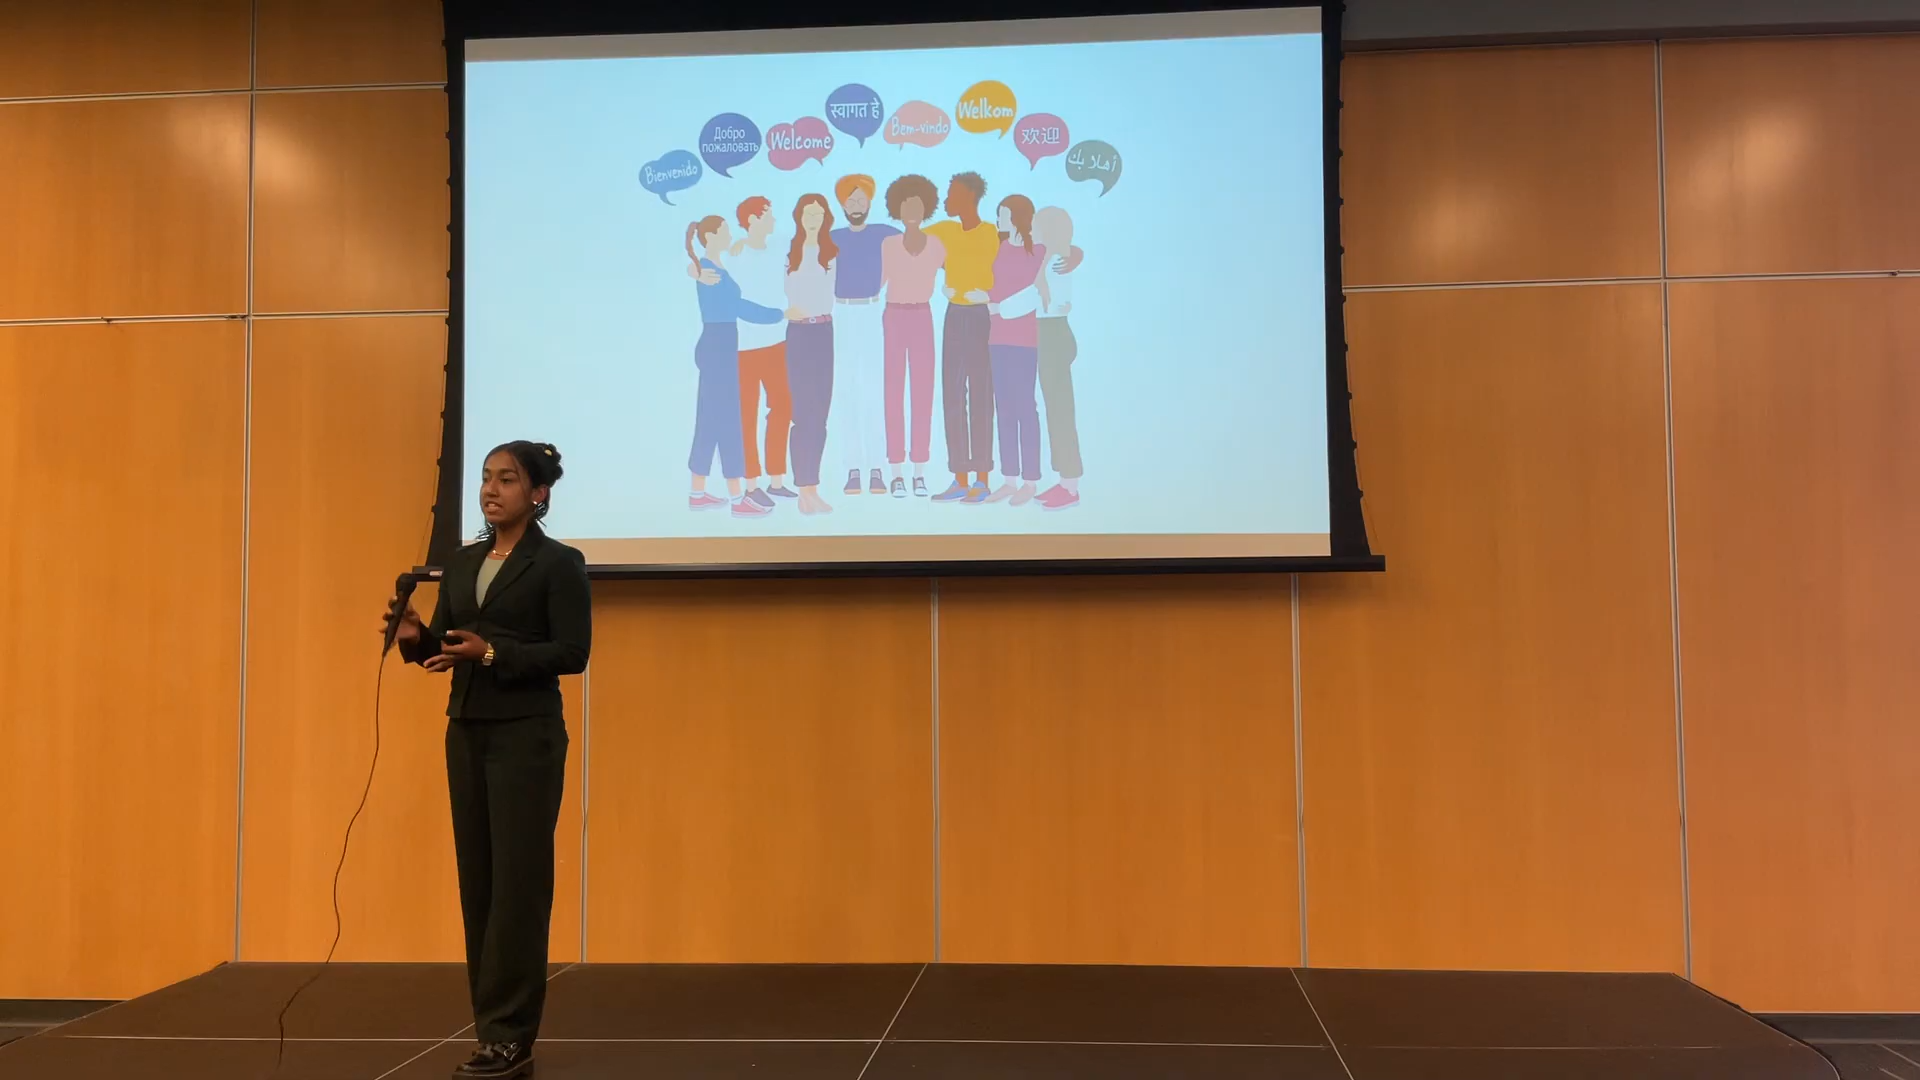 Bienvenido
Добро
пожаловать
Welcome
स्वागत हे
Bem-vindo
Welkom
欢迎
أهلا بك